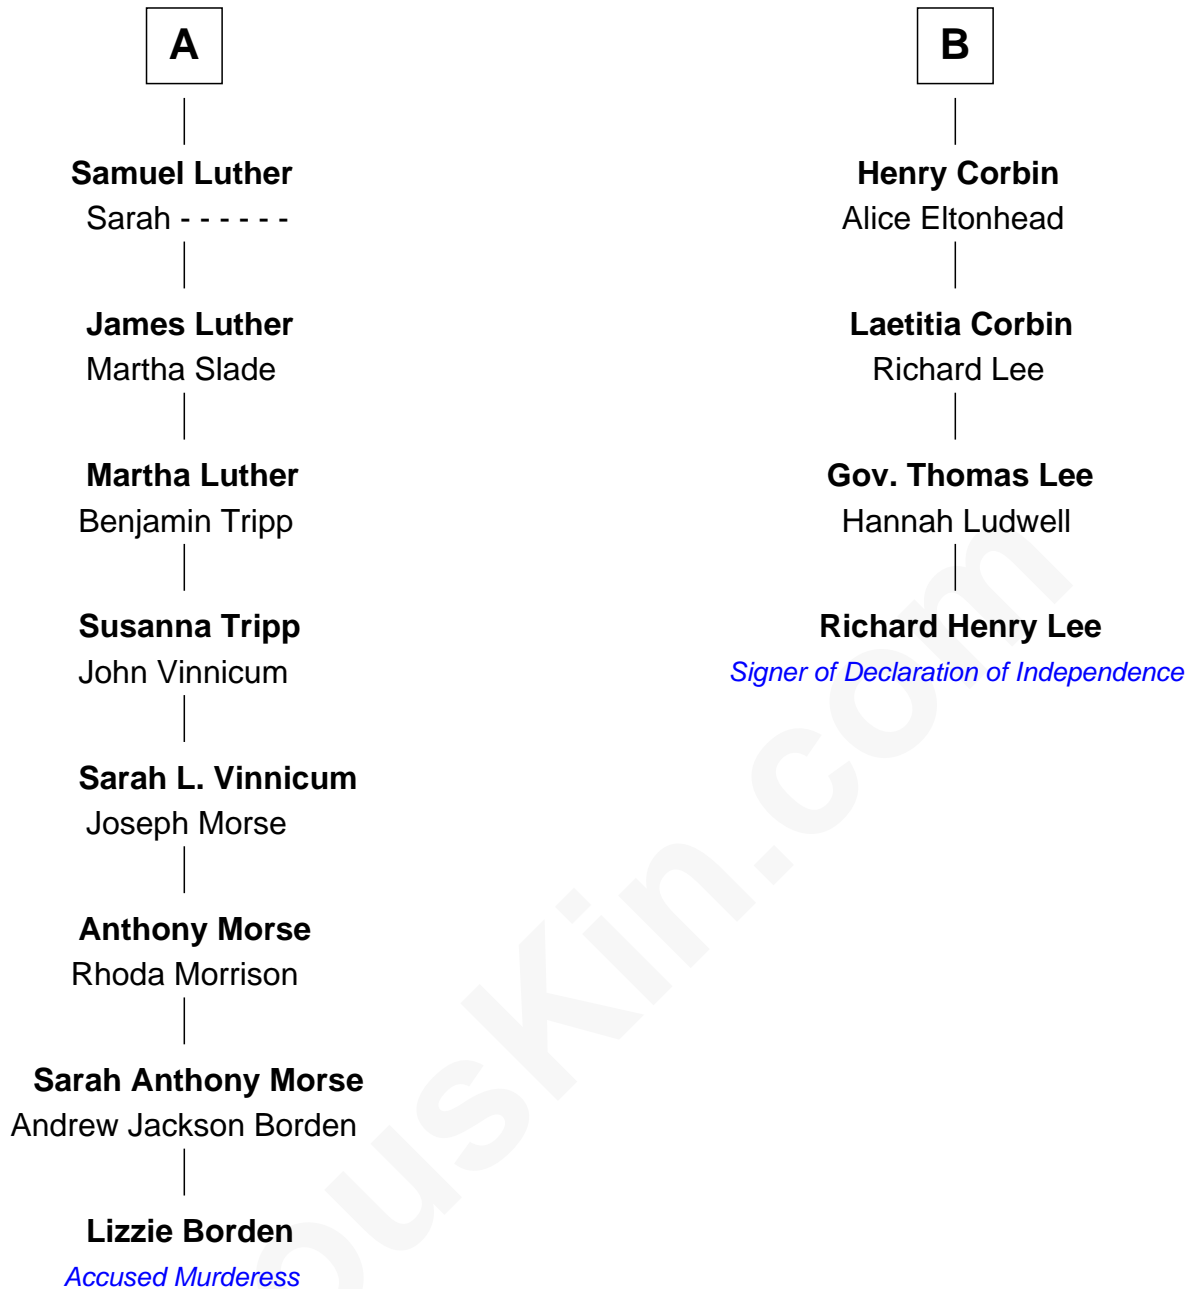 A
Samuel Luther
Sarah - - - - - -
James Luther
Martha Slade
Martha Luther
Benjamin Tripp
Susanna Tripp
John Vinnicum
Sarah L. Vinnicum
Joseph Morse
Anthony Morse
Rhoda Morrison
Sarah Anthony Morse
Andrew Jackson Borden
Lizzie Borden
Accused Murderess
B
Henry Corbin
Alice Eltonhead
Laetitia Corbin
Richard Lee
Gov. Thomas Lee
Hannah Ludwell
Richard Henry Lee
Signer of Declaration of Independence
ousKin.com